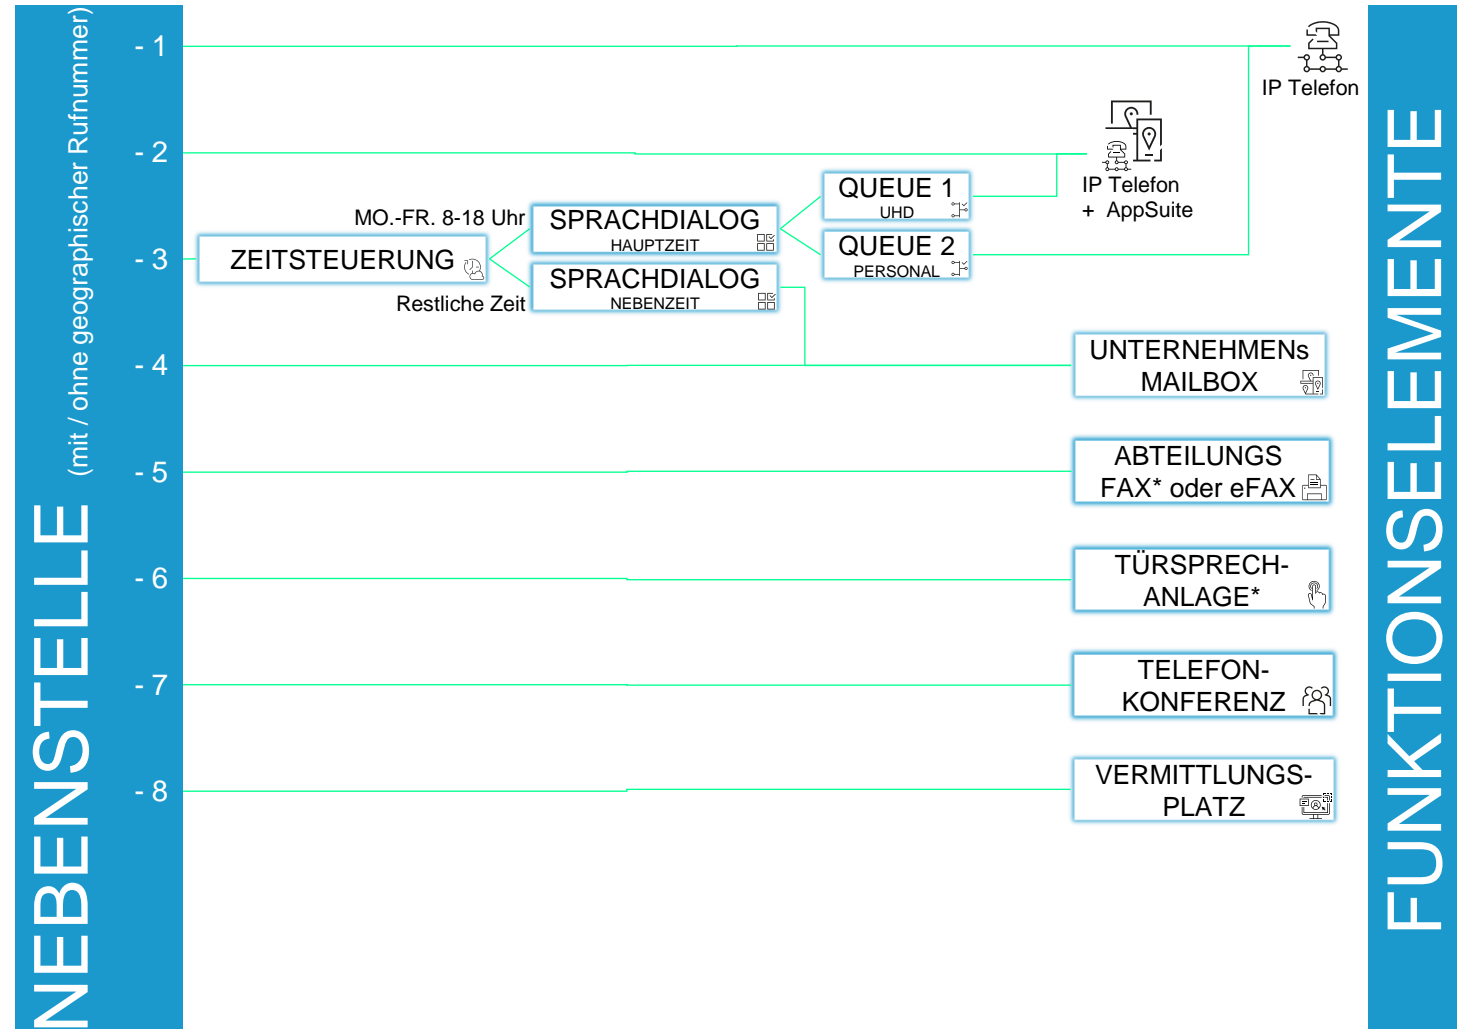 NEBENSTELLE (mit / ohne geographischer Rufnummer)
- 1
IP Telefon
- 2
IP Telefon
+ AppSuite
- 3
ZEITSTEUERUNG
MO.-FR. 8-18 Uhr
SPRACHDIALOG
HAUPTZEIT
QUEUE 1
UHD
QUEUE 2
PERSONAL
Restliche Zeit
SPRACHDIALOG
NEBENZEIT
- 4
UNTERNEHMENs
MAILBOX
- 5
ABTEILUNGS
FAX* oder eFAX
- 6
TÜRSPRECH-
ANLAGE*
- 7
TELEFON-
KONFERENZ
- 8
VERMITTLUNGS-
PLATZ
FUNKTIONSELEMENTE